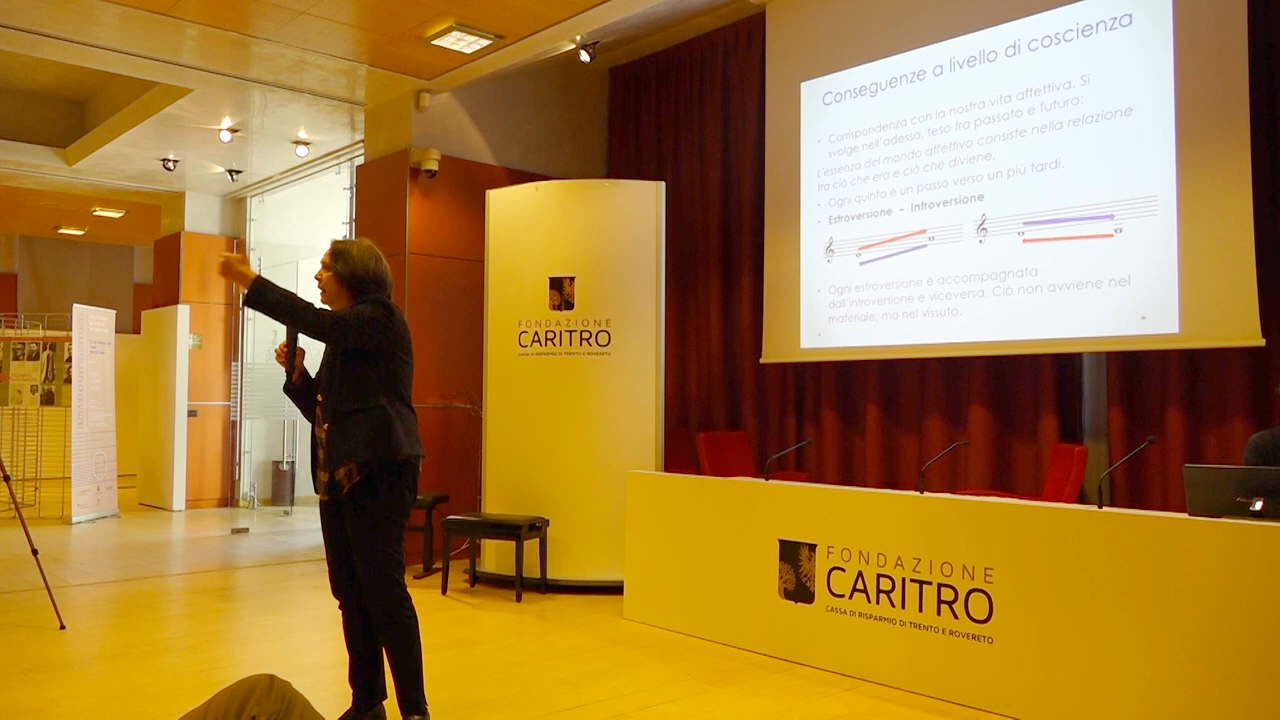 Conseguenze a livello di coscienza
• Corrispondenza con la nostra vita affettiva. Si
svolge nell'adesso, teso tra passato e futuro:
L'essenza del mondo affettivo consiste nella relazione
tra ciò che era e ciò che diviene.
• Ogni quinta è un passo verso un più tardi.
• Estroversione – Introversione
• Ogni estroversione è accompagnata
dall'introversione e viceversa. Ciò non avviene nel
materiale, ma nel vissuto.
FONDAZIONE
CARITRO
CASSA DI RISPARMIO DI TRENTO E ROVERETO
FONDAZIONE
CARITRO
CASSA DI RISPARMIO DI TRENTO E ROVERETO